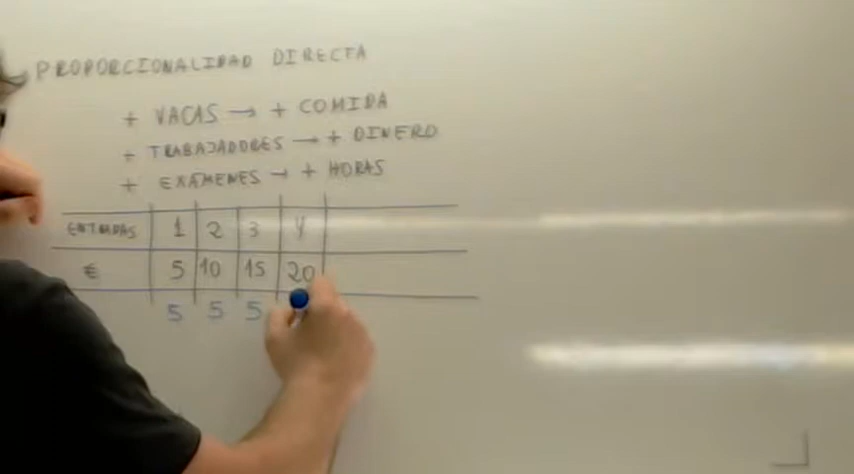 PROPORCIONALIDAD DIRECTA
+ VACAS → + COMIDA
+ TRABAJADORES → + DINERO
+ EXÁMENES → + HORAS
ENTRADAS 1 2 3 4
€ 5 10 15 20
5 5 5